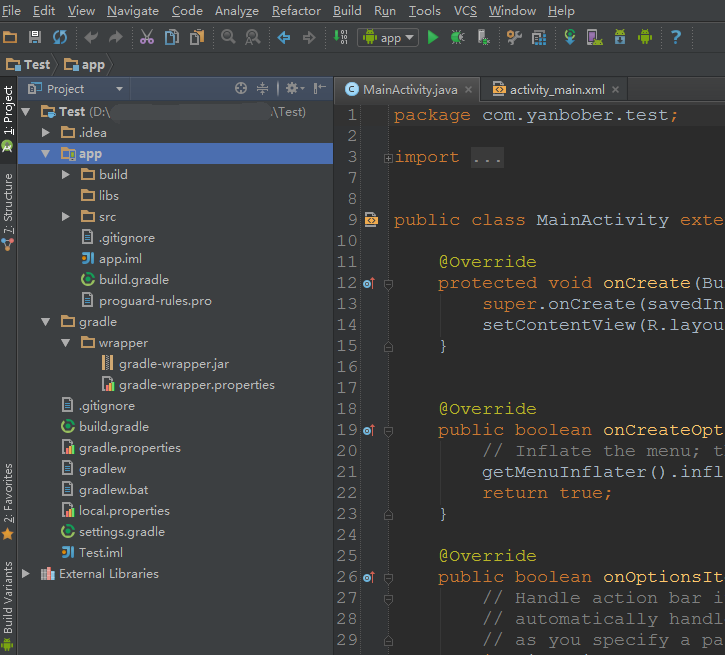 File Edit View Navigate Code Analyze Refactor Build Run Tools VCS Window Help
app
Test app
Project
MainActivity.java activity_main.xml
1: Project
7: Structure
2: Favorites
Build Variants
Test (D:\ \Test)
.idea
app
build
libs
src
.gitignore
app.iml
build.gradle
proguard-rules.pro
gradle
wrapper
gradle-wrapper.jar
gradle-wrapper.properties
.gitignore
build.gradle
gradle.properties
gradlew
gradlew.bat
local.properties
settings.gradle
Test.iml
External Libraries
1 package com.yanbober.test;
2
3 import ...
7
8
9 public class MainActivity exte
10
11 @Override
12 protected void onCreate(Bu
13 super.onCreate(savedIn
14 setContentView(R.layou
15 }
16
17
18 @Override
19 public boolean onCreateOpt
20 // Inflate the menu; t
21 getMenuInflater().infl
22 return true;
23 }
24
25 @Override
26 public boolean onOptionsIt
27 // Handle action bar i
28 // automatically handl
29 // as you specify a pa